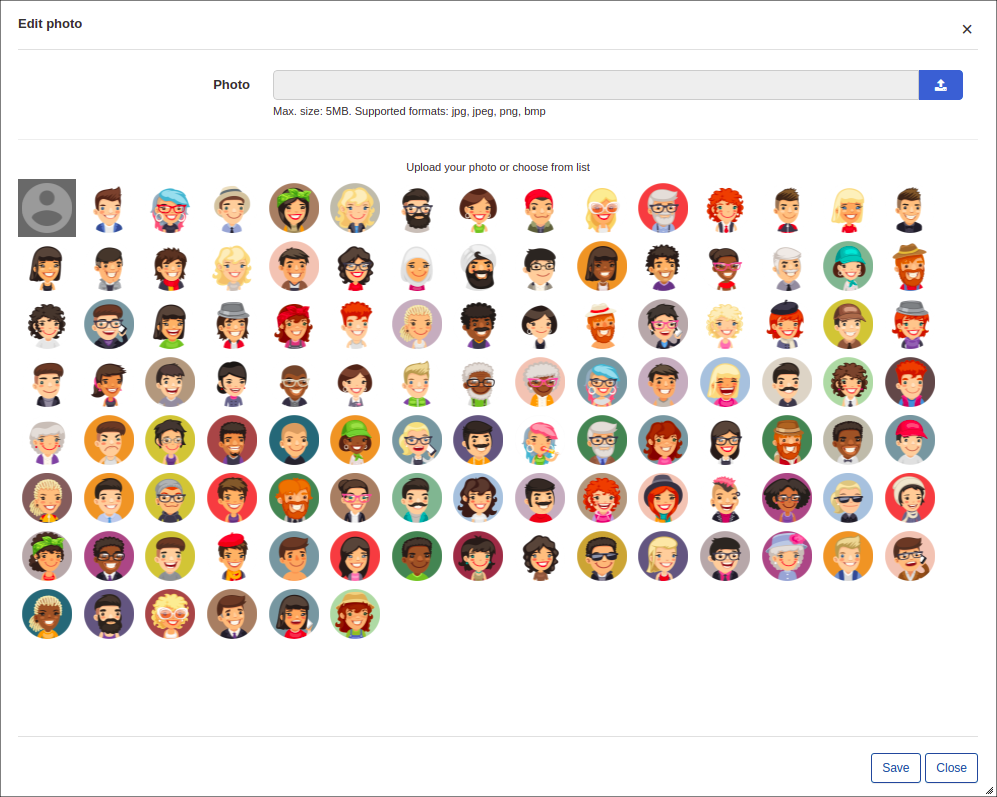 Edit photo
×
Photo
Max. size: 5MB. Supported formats: jpg, jpeg, png, bmp
Upload your photo or choose from list
Save
Close